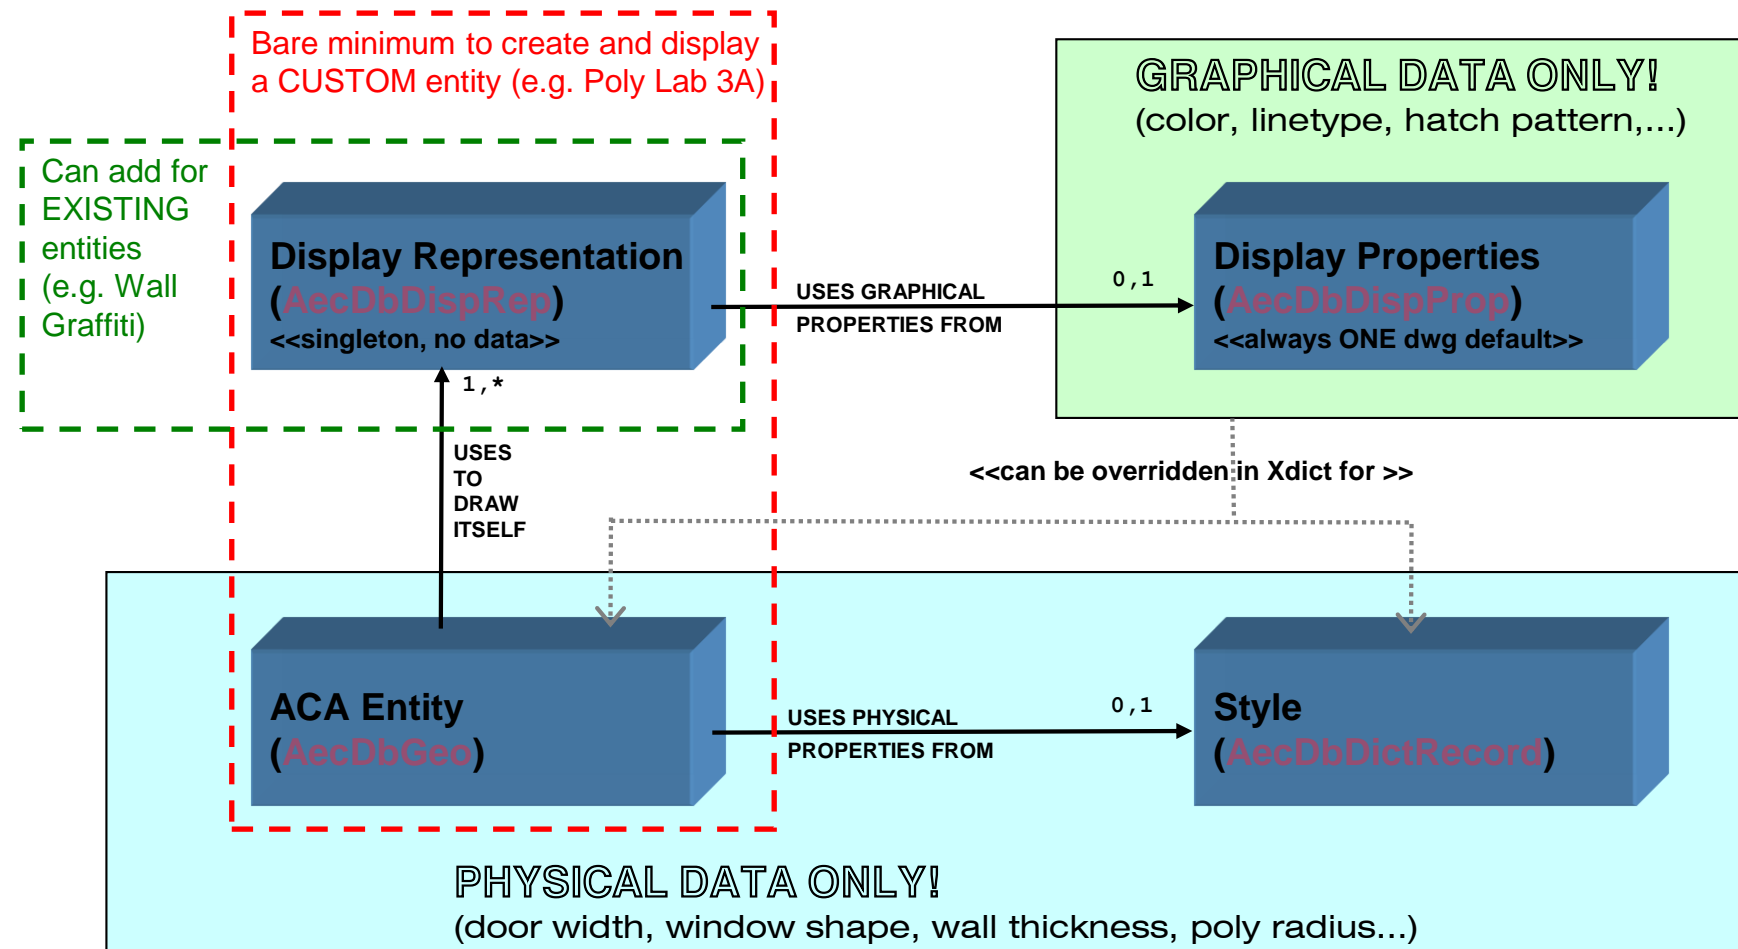 Bare minimum to create and display
a CUSTOM entity (e.g. Poly Lab 3A)
GRAPHICAL DATA ONLY!
(color, linetype, hatch pattern,...)
Can add for
EXISTING
entities
(e.g. Wall
Graffiti)
Display Representation
(AecDbDispRep)
<<singleton, no data>>
USES GRAPHICAL
PROPERTIES FROM
0,1
Display Properties
(AecDbDispProp)
<<always ONE dwg default>>
1,*
USES
TO
DRAW
ITSELF
<<can be overridden in Xdict for >>
ACA Entity
(AecDbGeo)
USES PHYSICAL
PROPERTIES FROM
0,1
Style
(AecDbDictRecord)
PHYSICAL DATA ONLY!
(door width, window shape, wall thickness, poly radius...)